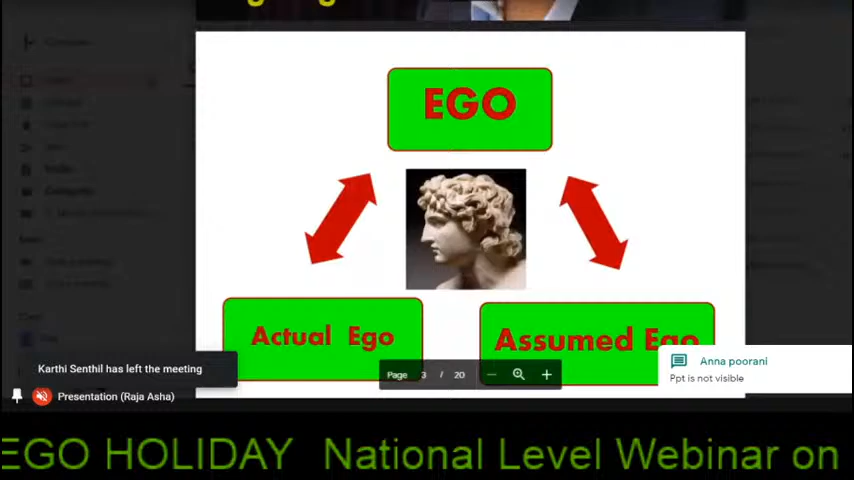 EGO
Actual Ego
Assumed Ego
Karthi Senthil has left the meeting
Page 3 / 20
Anna poorani
Ppt is not visible
Presentation (Raja Asha)
EGO HOLIDAY National Level Webinar on